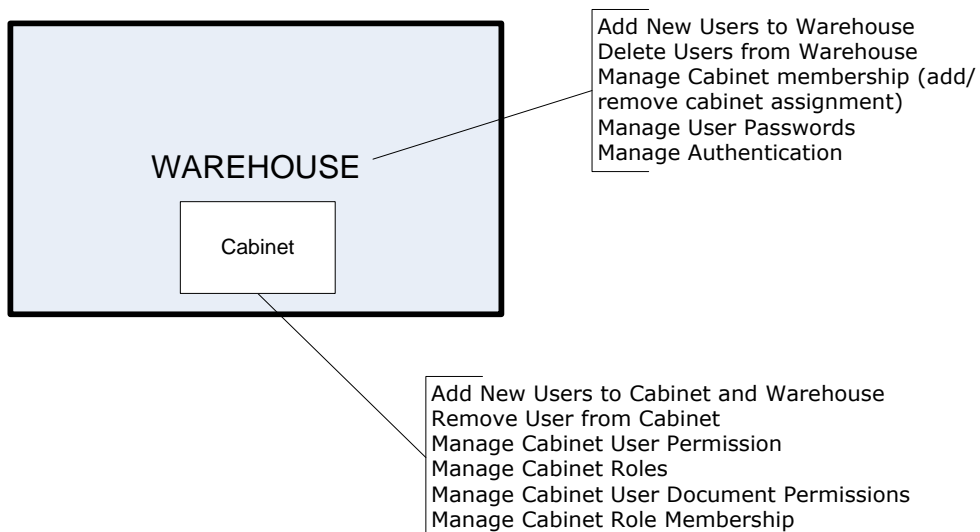 Add New Users to Warehouse
Delete Users from Warehouse
Manage Cabinet membership (add/
remove cabinet assignment)
Manage User Passwords
Manage Authentication
WAREHOUSE
Cabinet
Add New Users to Cabinet and Warehouse
Remove User from Cabinet
Manage Cabinet User Permission
Manage Cabinet Roles
Manage Cabinet User Document Permissions
Manage Cabinet Role Membership